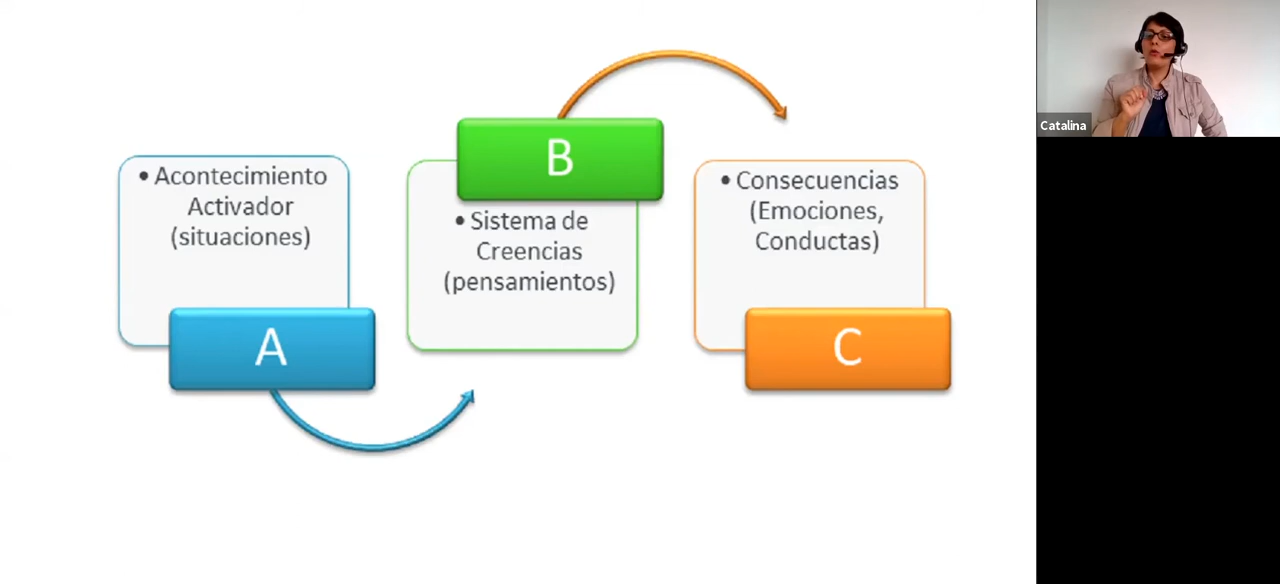 • Acontecimiento
Activador
(situaciones)
A
B
• Sistema de
Creencias
(pensamientos)
• Consecuencias
(Emociones,
Conductas)
C
Catalina